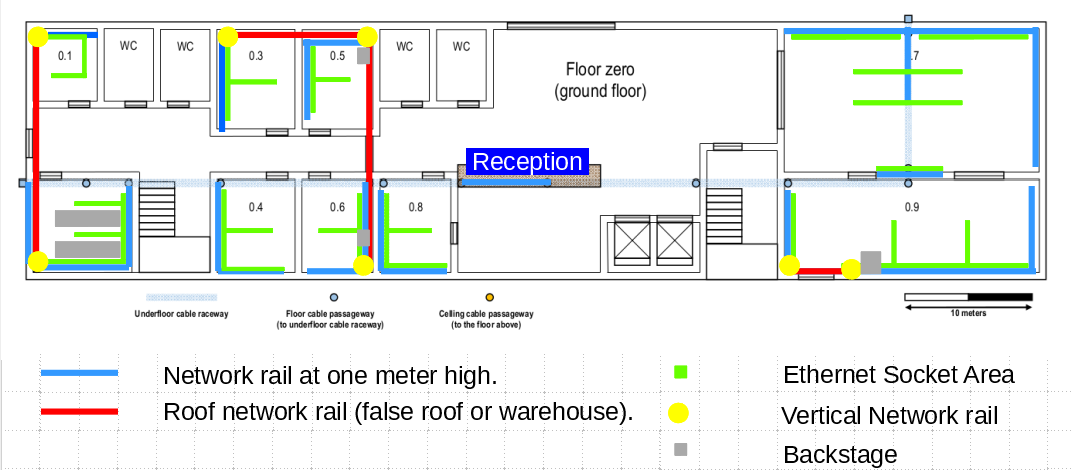 0.1
WC
WC
0.3
0.5
WC
WC
Floor zero
(ground floor)
.7
Reception
0.4
0.6
0.8
0.9
Underfloor cable raceway
Floor cable passageway
(to underfloor cable raceway)
Celling cable passageway
(to the floor above)
10 meters
Network rail at one meter high.
Roof network rail (false roof or warehouse).
Ethernet Socket Area
Vertical Network rail
Backstage